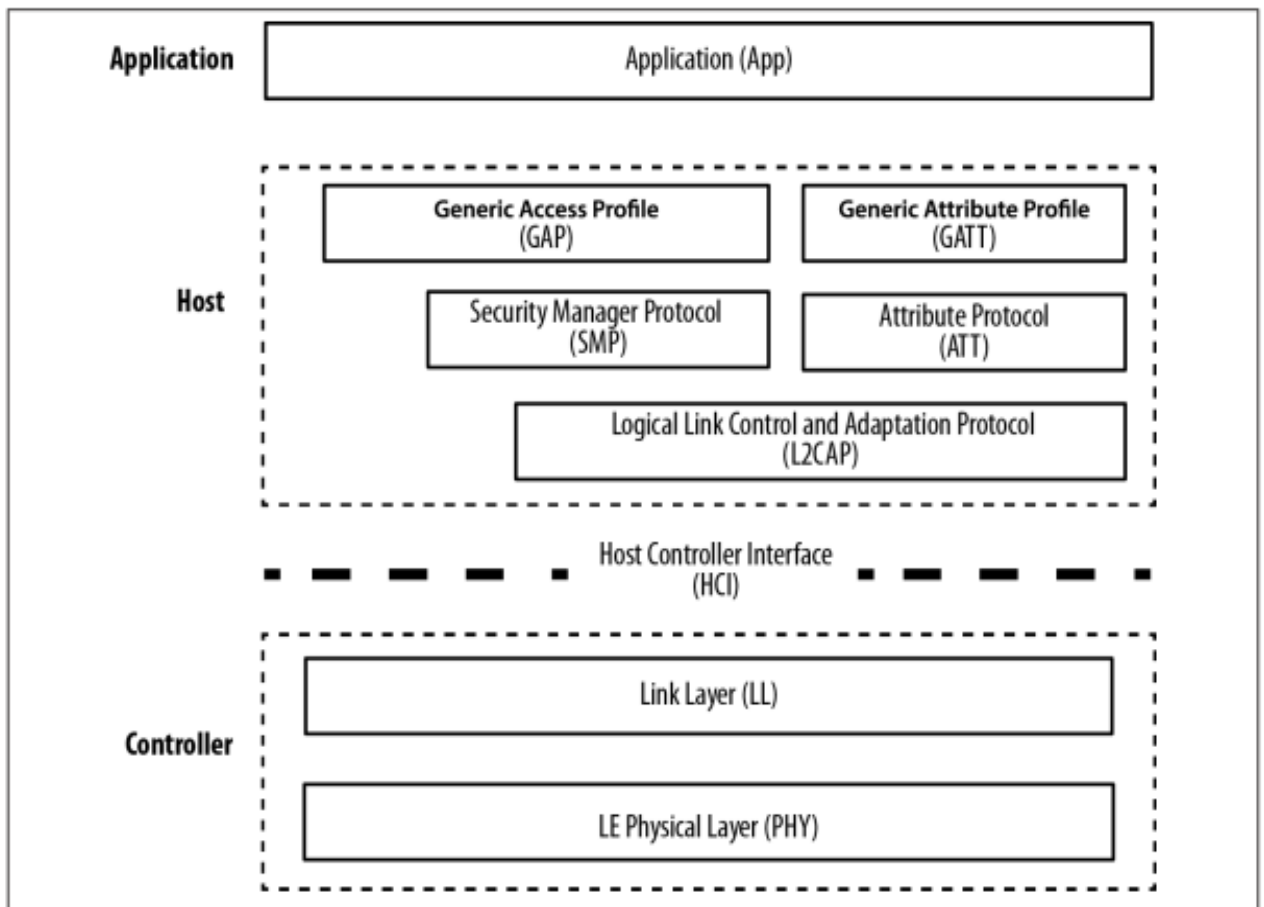 Application
Application (App)
Generic Access Profile
(GAP)
Generic Attribute Profile
(GATT)
Host
Security Manager Protocol
(SMP)
Attribute Protocol
(ATT)
Logical Link Control and Adaptation Protocol
(L2CAP)
Host Controller Interface
(HCI)
Link Layer (LL)
Controller
LE Physical Layer (PHY)